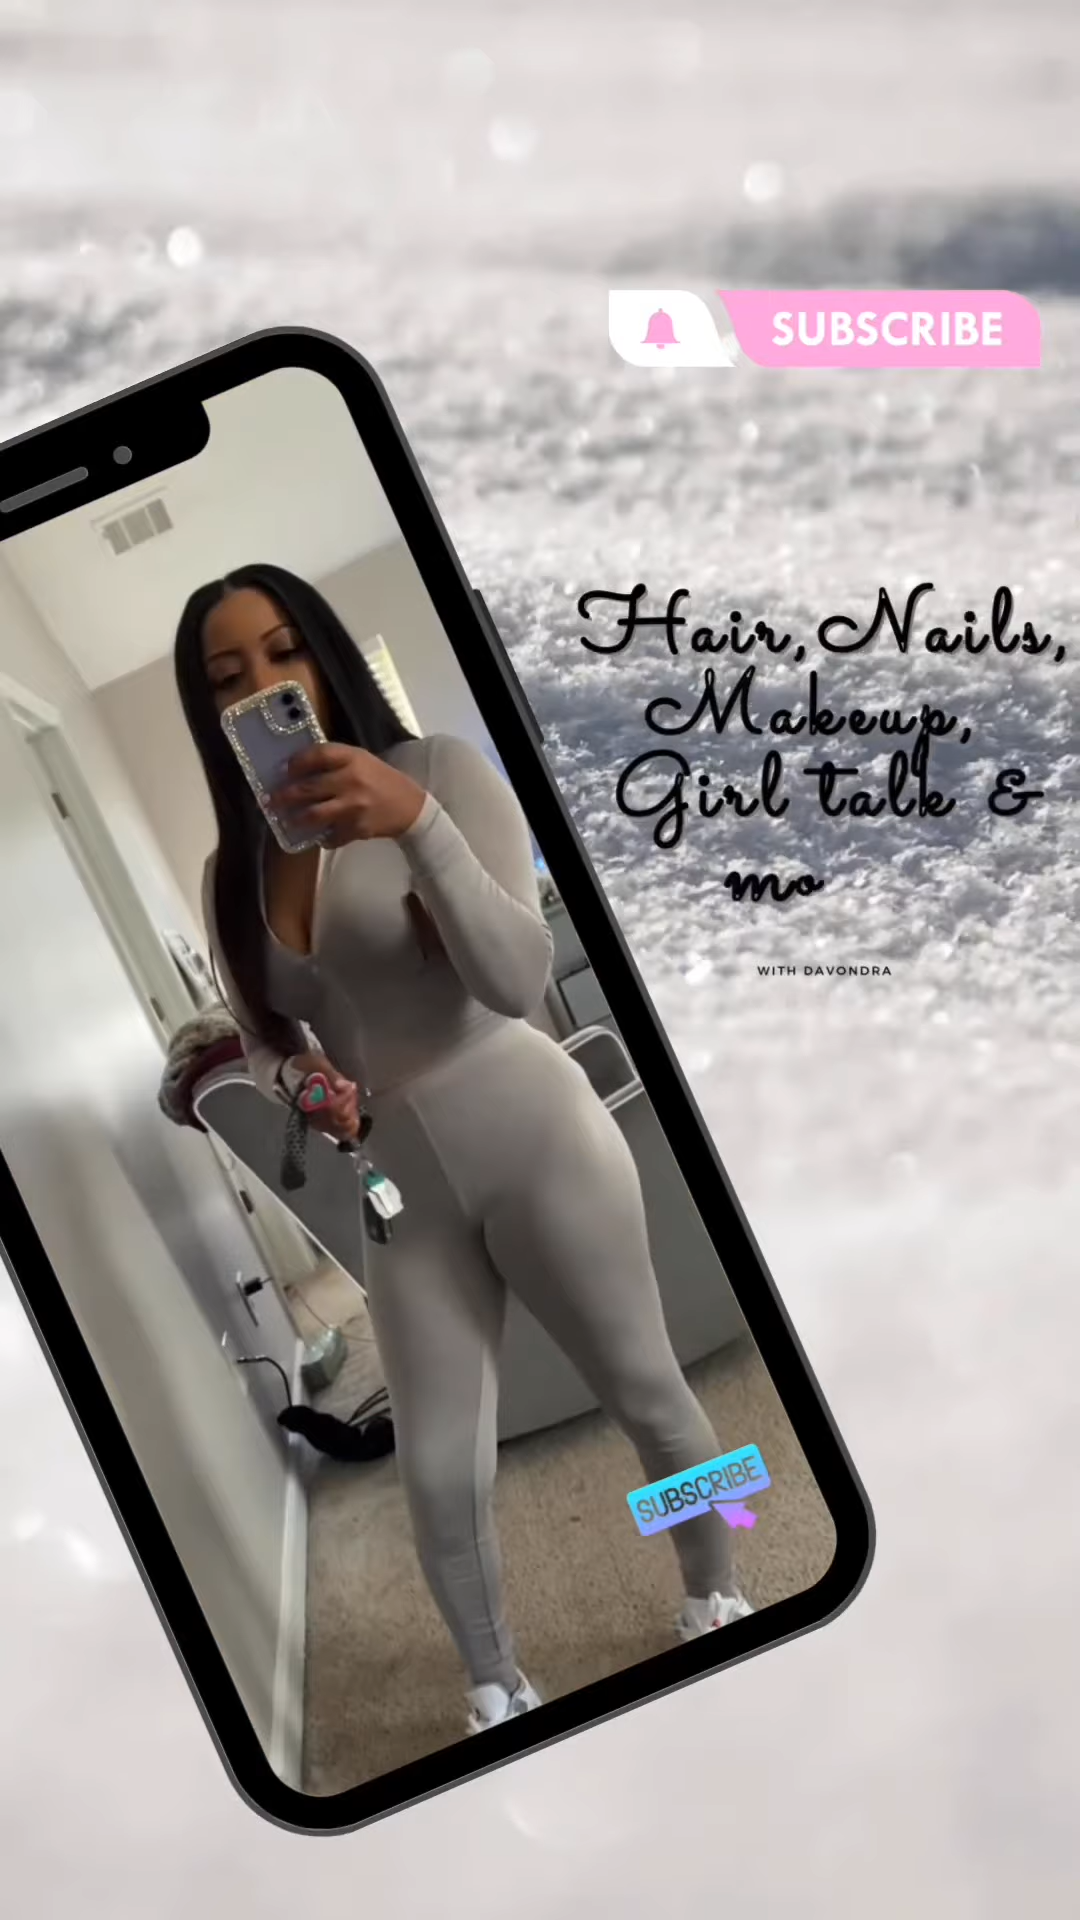 SUBSCRIBE
Hair, Nails,
Makeup,
Girl talk &
mo
WITH DAVONDRA
SUBSCRIBE